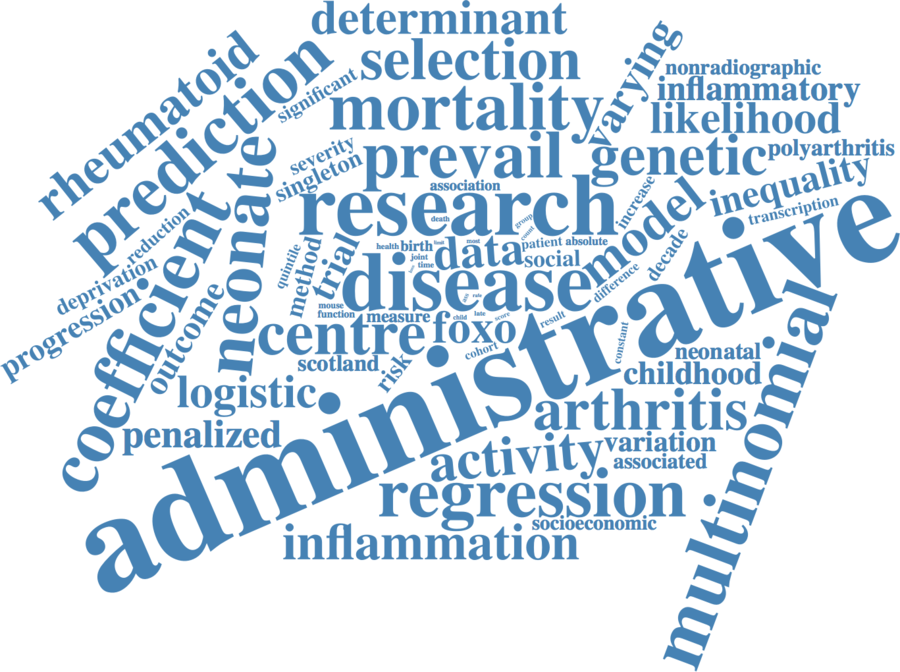 determinant
selection
rheumatoid
prediction
significant
varying
nonradiographic
inflammatory
mortality
likelihood
prevail
genetic
polyarthritis
severity
singleton
neonate
association
research
increase
inequality
transcription
reduction
coefficient
death
group
count
model
decade
quintile
method
trial
health
birth
joint
time
data
patient
absolute
social
deprivation
progression
outcome
disease
difference
administrative
mouse
function
measure
rate
child
late
score
result
constant
centre
foxo
cohort
scotland
risk
neonatal
childhood
multinomial
logistic
penalized
arthritis
activity
variation
associated
regression
socioeconomic
inflammation